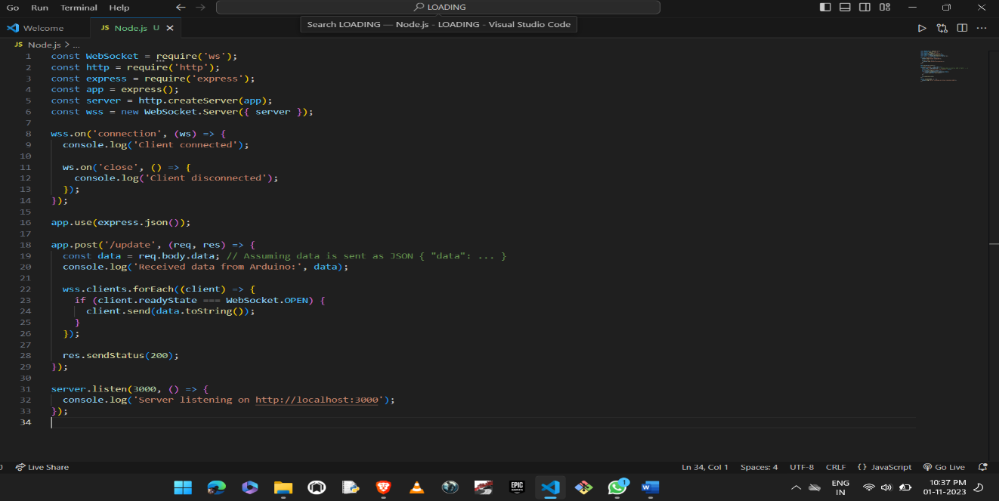 Go Run Terminal Help LOADING
Welcome JS Node.js U
Search LOADING — Node.js - LOADING - Visual Studio Code
JS Node.js > ...
1 const WebSocket = require('ws');
2 const http = require('http');
3 const express = require('express');
4 const app = express();
5 const server = http.createServer(app);
6 const wss = new WebSocket.Server({ server });
7
8 wss.on('connection', (ws) => {
9 console.log('Client connected');
10
11 ws.on('close', () => {
12 console.log('Client disconnected');
13 });
14 });
15
16 app.use(express.json());
17
18 app.post('/update', (req, res) => {
19 const data = req.body.data; // Assuming data is sent as JSON { "data": ... }
20 console.log('Received data from Arduino:', data);
21
22 wss.clients.forEach((client) => {
23 if (client.readyState === WebSocket.OPEN) {
24 client.send(data.toString());
25 }
26 });
27
28 res.sendStatus(200);
29 });
30
31 server.listen(3000, () => {
32 console.log('Server listening on http://localhost:3000');
33 });
34
0 Live Share Ln 34, Col 1 Spaces: 4 UTF-8 CRLF {} JavaScript Go Live
EPIC GAMES 1 W
ENG IN
10:37 PM
01-11-2023